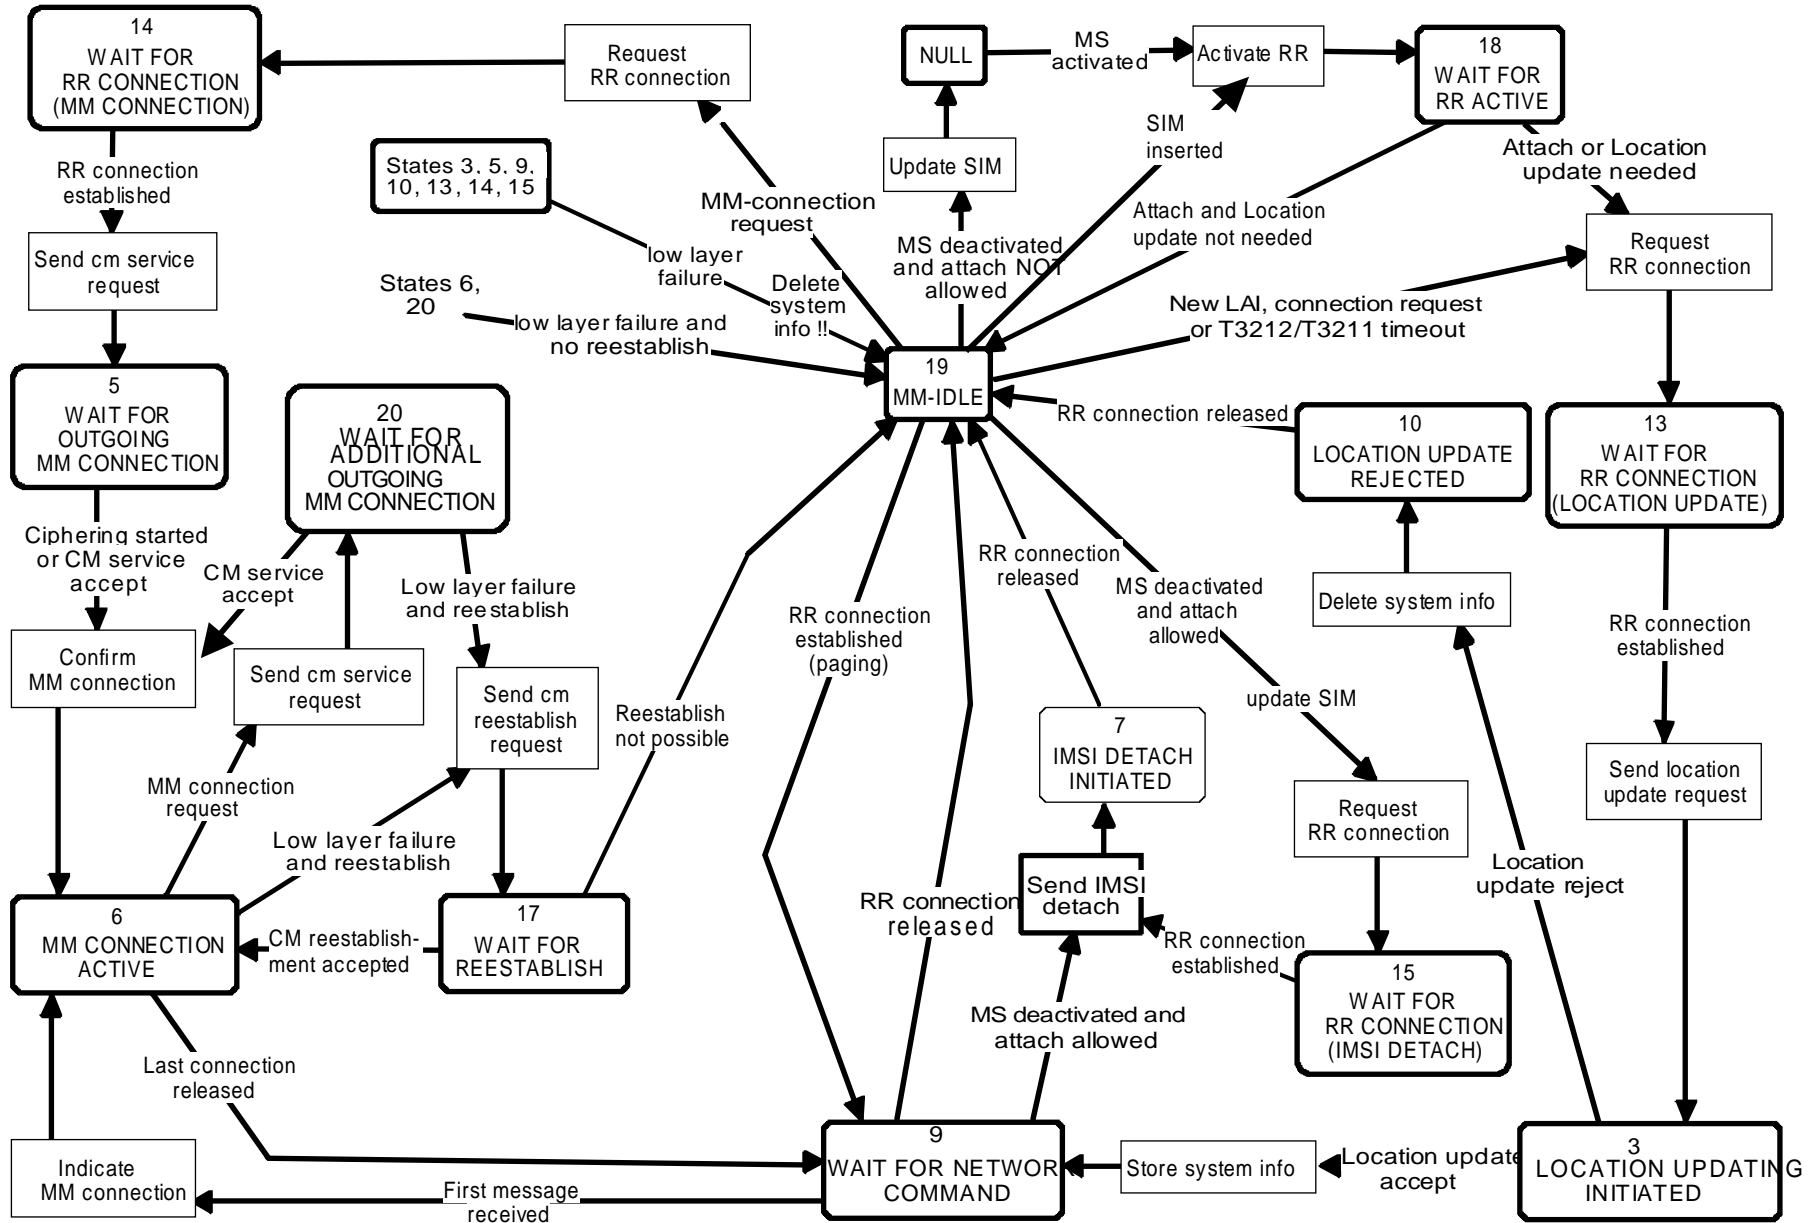 14
WAIT FOR
RR CONNECTION
(MM CONNECTION)
Request
RR connection
NULL
MS
activated
Activate RR
18
WAIT FOR
RR ACTIVE
RR connection
established
States 3, 5, 9,
10, 13, 14, 15
Update SIM
SIM
inserted
Attach or Location
update needed
MM-connection
request
Attach and Location
update not needed
Send cm service
request
low layer
failure
MS deactivated
and attach NOT
allowed
Request
RR connection
States 6,
20
Delete
system
info !!
New LAI, connection request
or T3212/T3211 timeout
low layer failure and
no reestablish
19
MM-IDLE
5
WAIT FOR
OUTGOING
MM CONNECTION
20
WAIT FOR
ADDITIONAL
OUTGOING
MM CONNECTION
RR connection released
10
LOCATION UPDATE
REJECTED
13
WAIT FOR
RR CONNECTION
(LOCATION UPDATE)
Ciphering started
or CM service
accept
CM service
accept
Low layer failure
and reestablish
RR connection
released
MS deactivated
and attach
allowed
Delete system info
RR connection
established
(paging)
RR connection
established
Confirm
MM connection
Send cm service
request
Send cm
reestablish
request
Reestablish
not possible
update SIM
7
IMSI DETACH
INITIATED
Send location
update request
MM connection
request
Request
RR connection
Low layer failure
and reestablish
Location
update reject
Send IMSI
detach
RR connection
released
6
MM CONNECTION
ACTIVE
CM reestablish-
ment accepted
17
WAIT FOR
REESTABLISH
RR connection
established
15
WAIT FOR
RR CONNECTION
(IMSI DETACH)
MS deactivated and
attach allowed
Last connection
released
Indicate
MM connection
First message
received
9
WAIT FOR NETWOR
COMMAND
Store system info
Location update
accept
3
LOCATION UPDATING
INITIATED